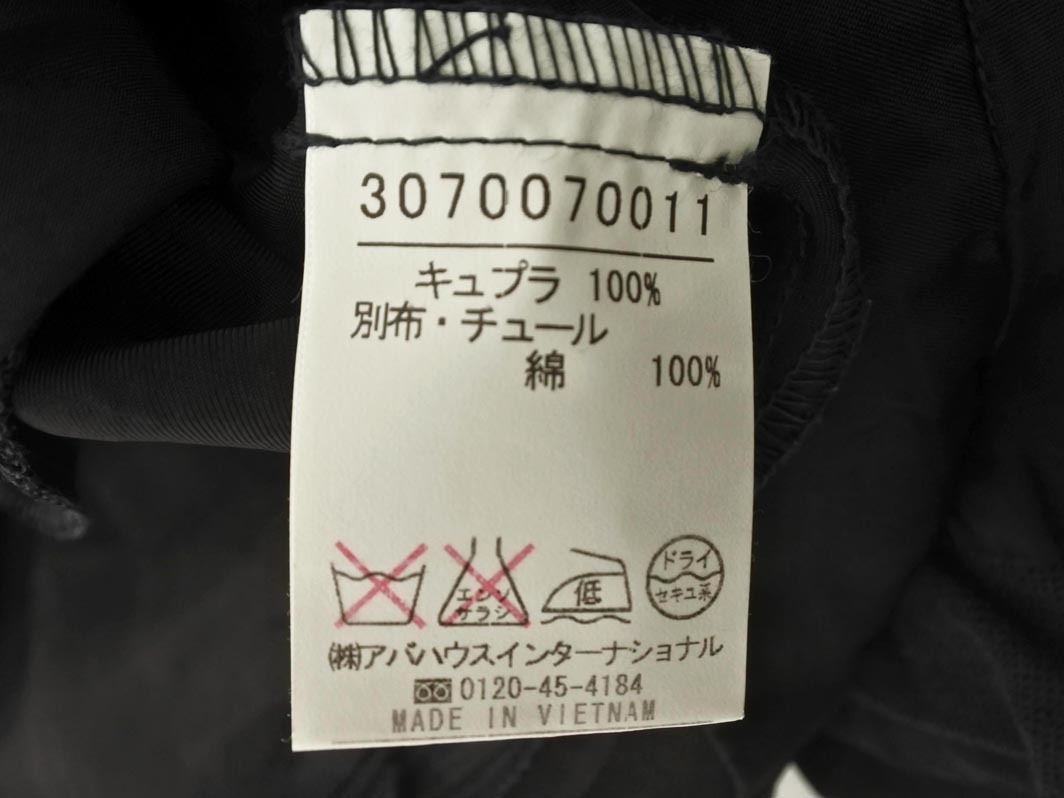 3070070011
キュプラ 100%
別布・チュール
綿 100%
エンソ
サラシ
低
ドライ
セキユ系
㈱アバハウスインターナショナル
0120-45-4184
MADE IN VIETNAM